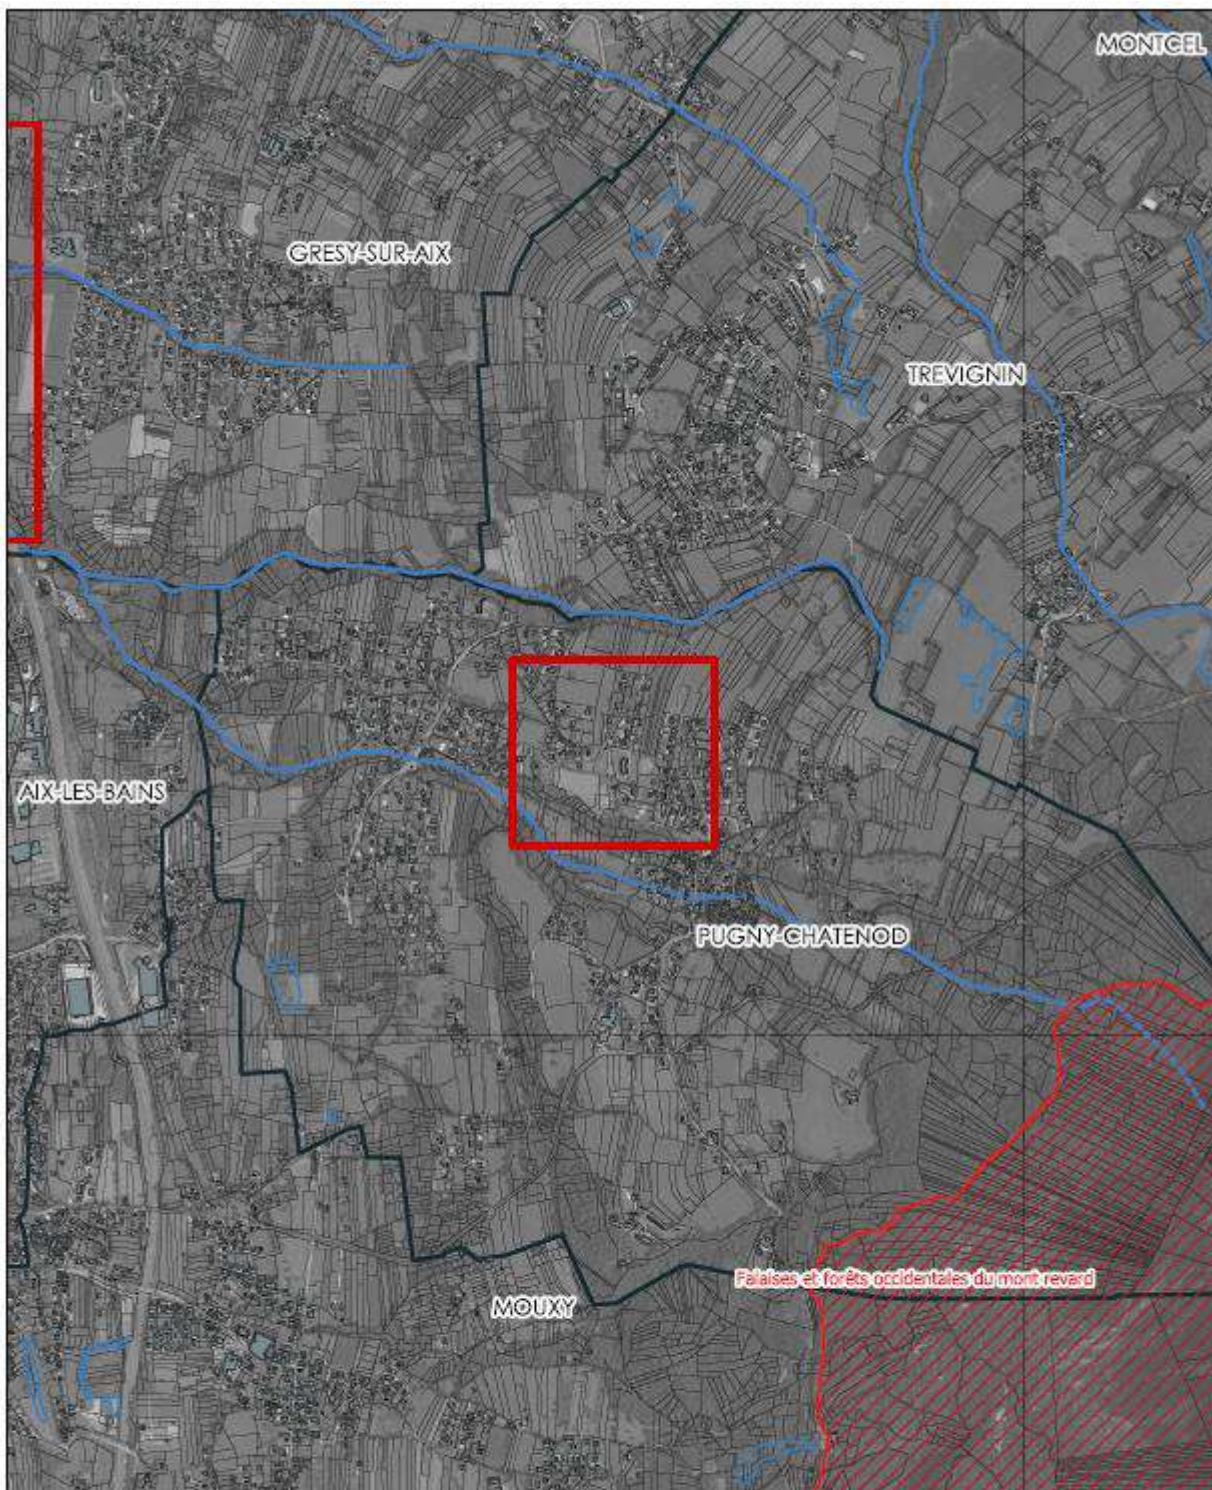 MONTCEL
GRESY-SUR-AIX
TREVIGNIN
AIX-LES-BAINS
PUGNY-CHATENOD
Falaises et forêts occidentales du mont revard
MOUXY